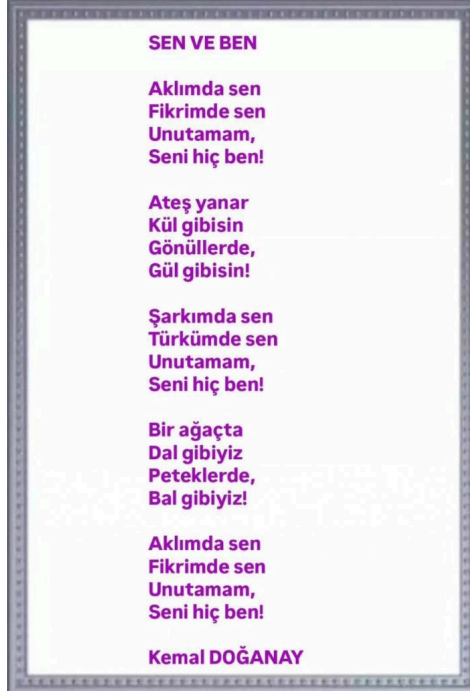 SEN VE BEN
Aklımda sen
Fikrimde sen
Unutamam,
Seni hiç ben!
Ateş yanar
Kül gibisin
Gönüllerde,
Gül gibisin!
Şarkımda sen
Türkümde sen
Unutamam,
Seni hiç ben!
Bir ağaçta
Dal gibiyiz
Peteklerde,
Bal gibiyiz!
Aklımda sen
Fikrimde sen
Unutamam,
Seni hiç ben!
Kemal DOĞANAY